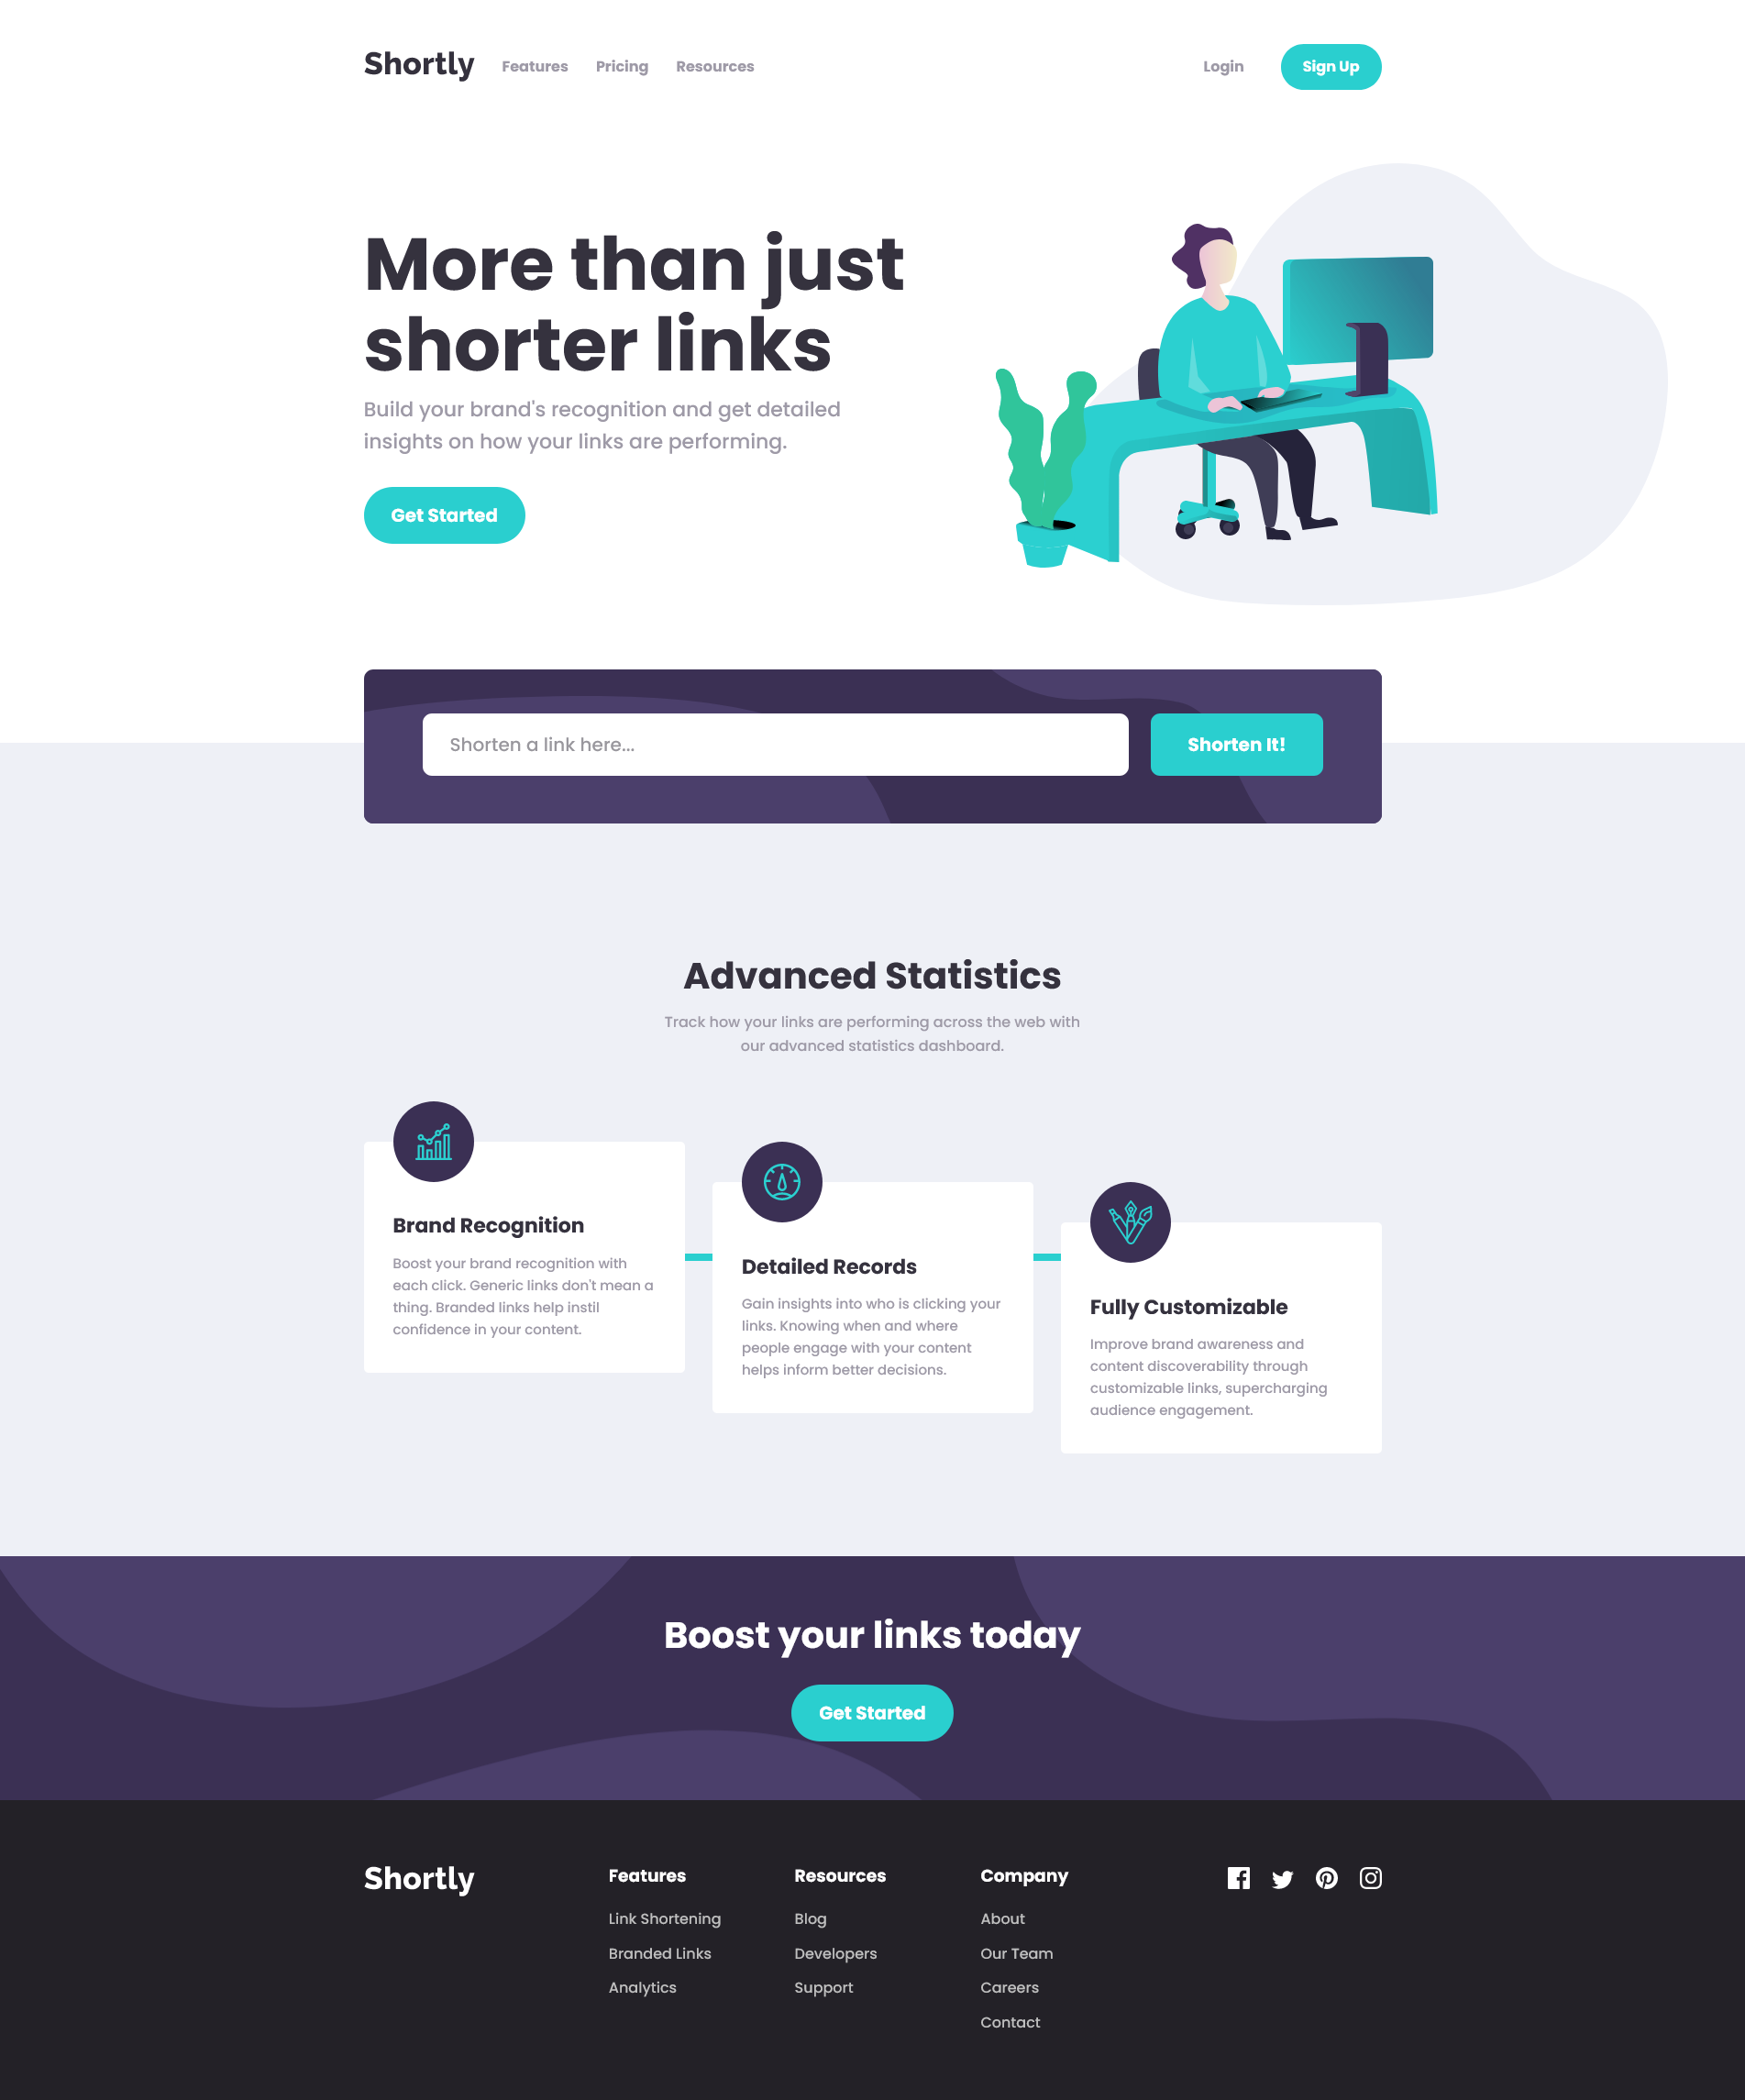 Shortly
Features
Pricing
Resources
Login
Sign Up
More than just
shorter links
Build your brand's recognition and get detailed
insights on how your links are performing.
Get Started
Shorten a link here...
Shorten It!
Advanced Statistics
Track how your links are performing across the web with
our advanced statistics dashboard.
Brand Recognition
Boost your brand recognition with
each click. Generic links don't mean a
thing. Branded links help instil
confidence in your content.
Detailed Records
Gain insights into who is clicking your
links. Knowing when and where
people engage with your content
helps inform better decisions.
Fully Customizable
Improve brand awareness and
content discoverability through
customizable links, supercharging
audience engagement.
Boost your links today
Get Started
Shortly
Features
Link Shortening
Branded Links
Analytics
Resources
Blog
Developers
Support
Company
About
Our Team
Careers
Contact